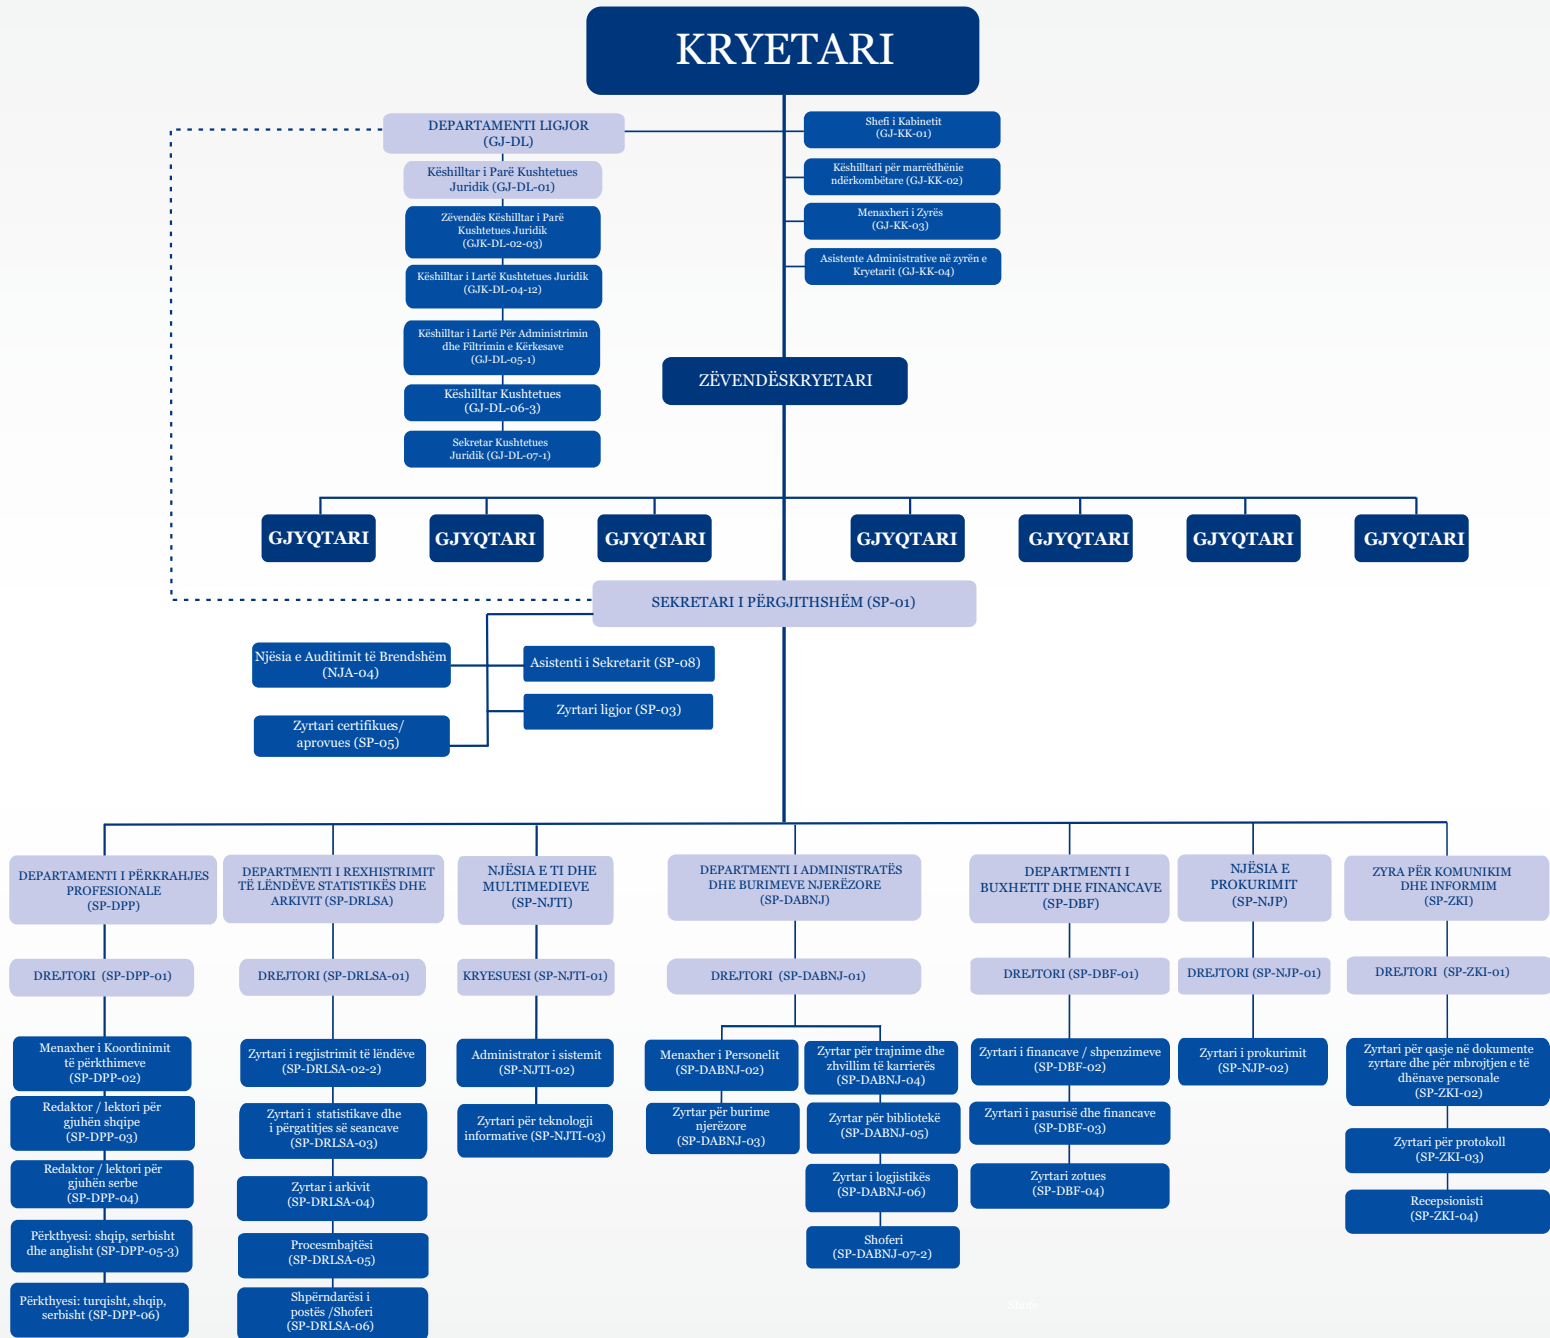 KRYETARI
DEPARTAMENTI LIGJOR
(GJ-DL)
Këshilltar i Parë Kushtetues
Juridik (GJ-DL-01)
Zëvendës Këshilltar i Parë
Kushtetues Juridik
(GJK-DL-02-03)
Këshilltar i Lartë Kushtetues Juridik
(GJK-DL-04-12)
Këshilltar i Lartë Për Administrimin
dhe Filtrimin e Kërkesave
(GJ-DL-05-1)
Këshilltar Kushtetues
(GJ-DL-06-3)
Sekretar Kushtetues
Juridik (GJ-DL-07-1)
Shefi i Kabinetit
(GJ-KK-01)
Këshilltari për marrëdhënie
ndërkombëtare (GJ-KK-02)
Menaxheri i Zyrës
(GJ-KK-03)
Asistente Administrative në zyrën e
Kryetarit (GJ-KK-04)
ZËVENDËSKRYETARI
GJYQTARI
GJYQTARI
GJYQTARI
GJYQTARI
GJYQTARI
GJYQTARI
GJYQTARI
SEKRETARI I PËRGJITHSHËM (SP-01)
Njësia e Auditimit të Brendshëm
(NJA-04)
Asistenti i Sekretarit (SP-08)
Zyrtari ligjor (SP-03)
Zyrtari certifikues/
aprovues (SP-05)
DEPARTAMENTI I PËRKRAHJES
PROFESIONALE
(SP-DPP)
DREJTORI  (SP-DPP-01)
Menaxher i Koordinimit
të përkthimeve
(SP-DPP-02)
Redaktor / lektori për
gjuhën shqipe
(SP-DPP-03)
Redaktor / lektori për
gjuhën serbe
(SP-DPP-04)
Përkthyesi: shqip, serbisht
dhe anglisht (SP-DPP-05-3)
Përkthyesi: turqisht, shqip,
serbisht (SP-DPP-06)
DEPARTMENTI I REXHISTRIMIT
TË LËNDËVE STATISTIKËS DHE
ARKIVIT (SP-DRLSA)
DREJTORI (SP-DRLSA-01)
Zyrtari i regjistrimit të lëndëve
(SP-DRLSA-02-2)
Zyrtari i  statistikave dhe
i përgatitjes së seancave
(SP-DRLSA-03)
Zyrtar i arkivit
(SP-DRLSA-04)
Procesmbajtësi
(SP-DRLSA-05)
Shpërndarësi i
postës /Shoferi
(SP-DRLSA-06)
NJËSIA E TI DHE
MULTIMEDIEVE
(SP-NJTI)
KRYESUESI (SP-NJTI-01)
Administrator i sistemit
(SP-NJTI-02)
Zyrtari për teknologji
informative (SP-NJTI-03)
DEPARTMENTI I ADMINISTRATËS
DHE BURIMEVE NJERËZORE
(SP-DABNJ)
DREJTORI  (SP-DABNJ-01)
Menaxher i Personelit
(SP-DABNJ-02)
Zyrtar për burime
njerëzore
(SP-DABNJ-03)
Zyrtar për trajnime dhe
zhvillim të karrierës
(SP-DABNJ-04)
Zyrtar për bibliotekë
(SP-DABNJ-05)
Zyrtar i logjistikës
(SP-DABNJ-06)
Shoferi
(SP-DABNJ-07-2)
DEPARTMENTI I
BUXHETIT DHE FINANCAVE
(SP-DBF)
DREJTORI (SP-DBF-01)
Zyrtari i financave / shpenzimeve
(SP-DBF-02)
Zyrtari i pasurisë dhe financave
(SP-DBF-03)
Zyrtari zotues
(SP-DBF-04)
NJËSIA E
PROKURIMIT
(SP-NJP)
DREJTORI (SP-NJP-01)
Zyrtari i prokurimit
(SP-NJP-02)
ZYRA PËR KOMUNIKIM
DHE INFORMIM
(SP-ZKI)
DREJTORI  (SP-ZKI-01)
Zyrtari për qasje në dokumente
zyrtare dhe për mbrojtjen e të
dhënave personale
(SP-ZKI-02)
Zyrtari për protokoll
(SP-ZKI-03)
Recepsionisti
(SP-ZKI-04)